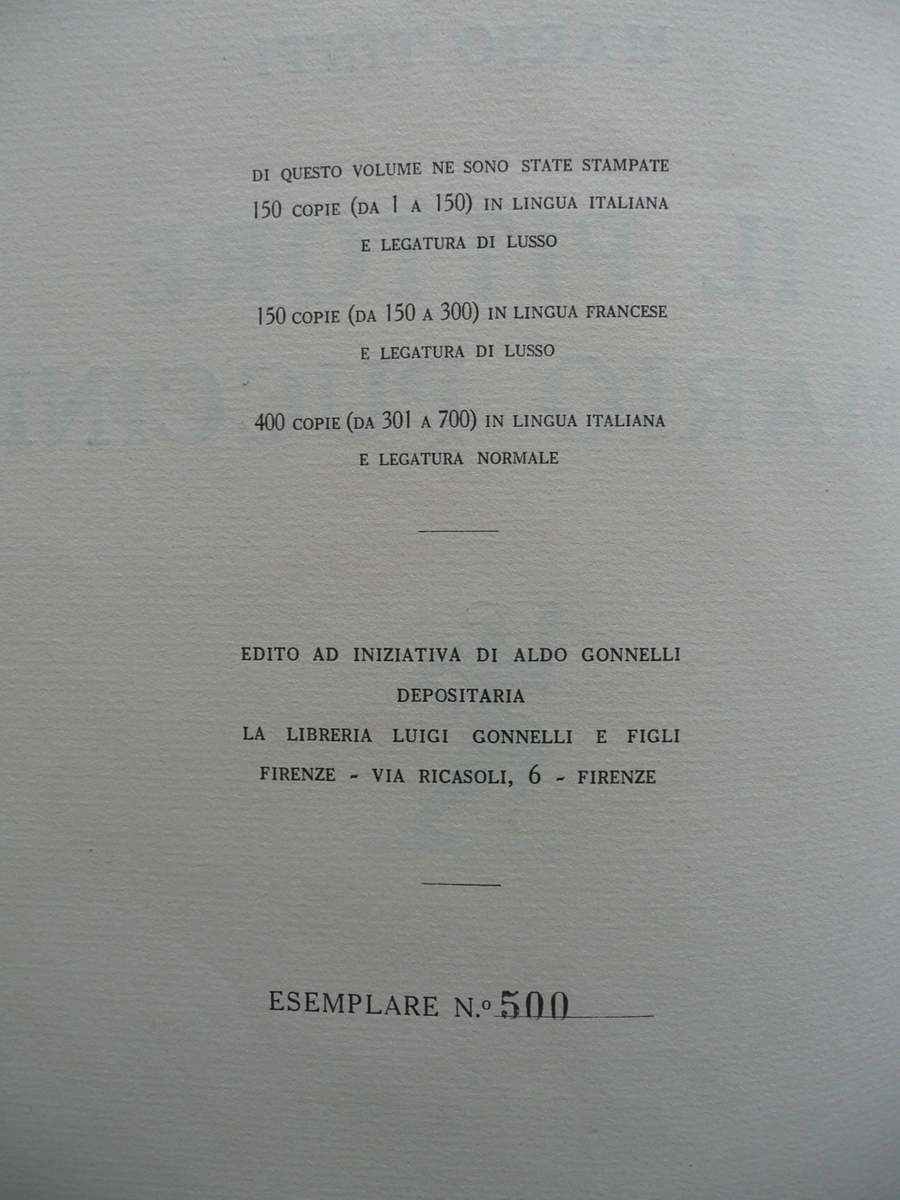 DI QUESTO VOLUME NE SONO STATE STAMPATE
150 COPIE (DA 1 A 150) IN LINGUA ITALIANA
E LEGATURA DI LUSSO
150 COPIE (DA 150 A 300) IN LINGUA FRANCESE
E LEGATURA DI LUSSO
400 COPIE (DA 301 A 700) IN LINGUA ITALIANA
E LEGATURA NORMALE
EDITO AD INIZIATIVA DI ALDO GONNELLI
DEPOSITARIA
LA LIBRERIA LUIGI GONNELLI E FIGLI
FIRENZE - VIA RICASOLI, 6 - FIRENZE
ESEMPLARE N.º 500